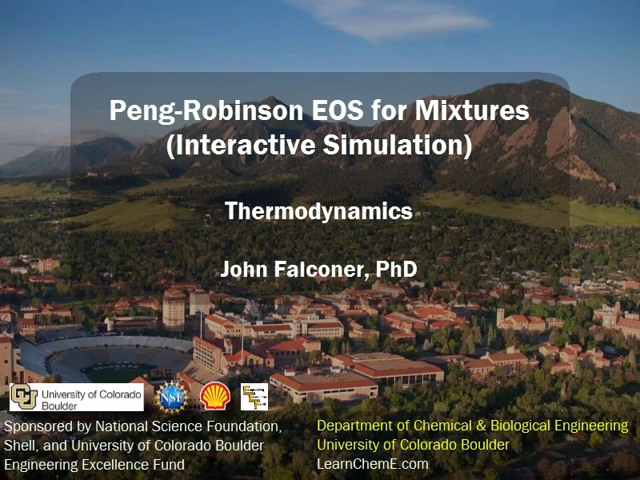 Peng-Robinson EOS for Mixtures
(Interactive Simulation)
Thermodynamics
John Falconer, PhD
University of Colorado
Boulder
NSF
Sponsored by National Science Foundation,
Shell, and University of Colorado Boulder
Engineering Excellence Fund
Department of Chemical & Biological Engineering
University of Colorado Boulder
LearnChemE.com